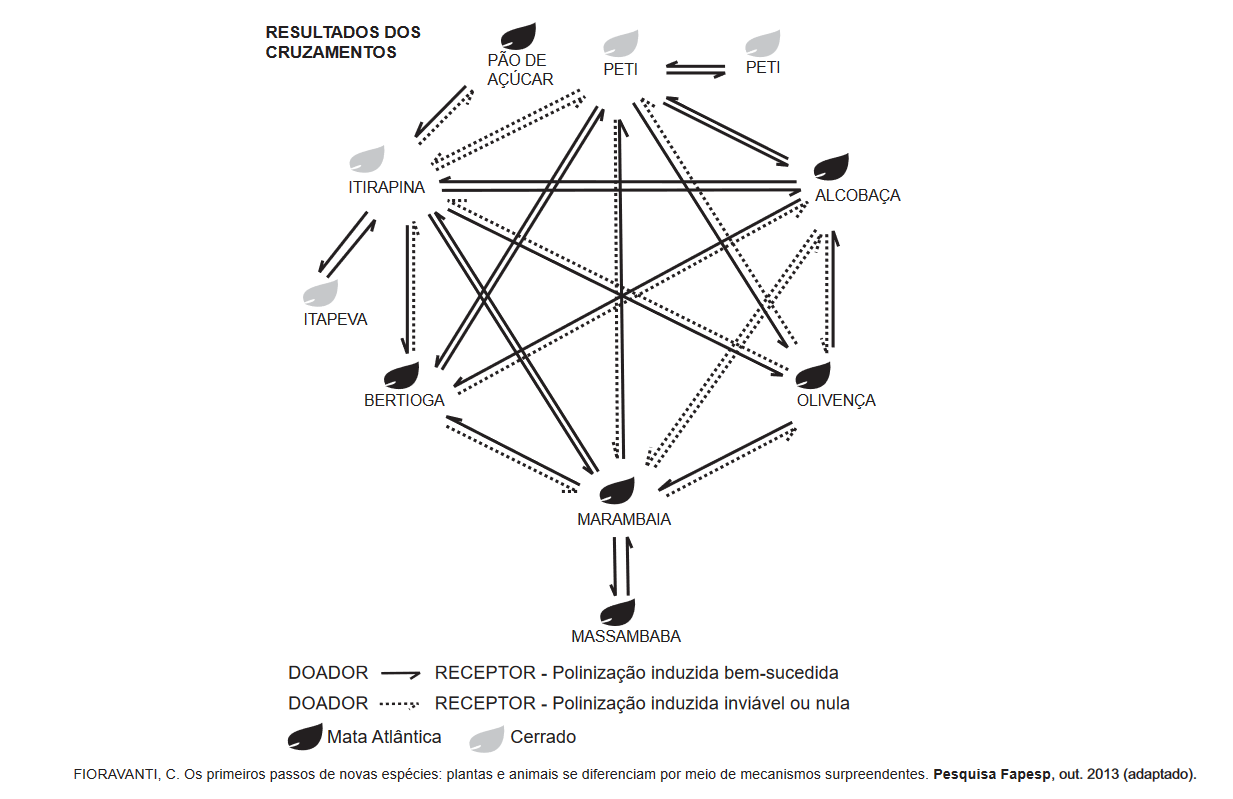 RESULTADOS DOS
CRUZAMENTOS
PÃO DE
AÇÚCAR
PETI
PETI
ITIRAPINA
ALCOBAÇA
ITAPEVA
BERTIOGA
OLIVENÇA
MARAMBAIA
MASSAMBABA
DOADOR RECEPTOR - Polinização induzida bem-sucedida
DOADOR RECEPTOR - Polinização induzida inviável ou nula
Mata Atlântica Cerrado
FIORAVANTI, C. Os primeiros passos de novas espécies: plantas e animais se diferenciam por meio de mecanismos surpreendentes. Pesquisa Fapesp, out. 2013 (adaptado).